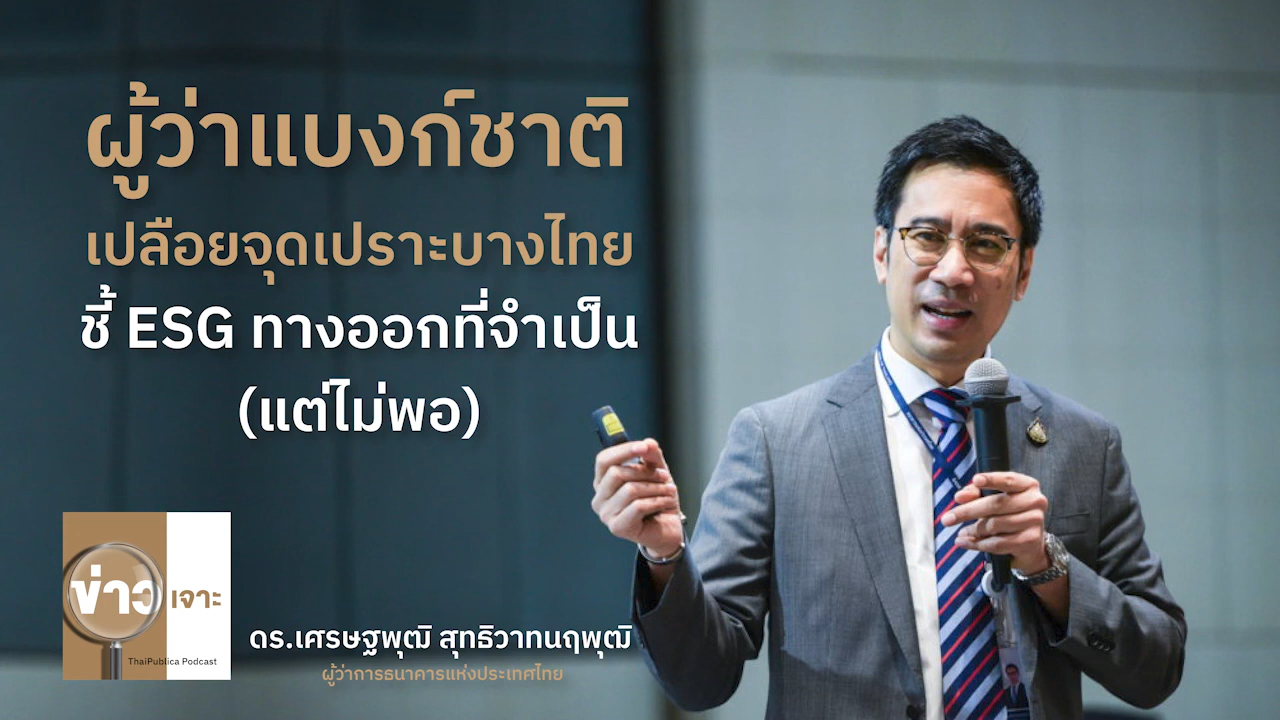 ผู้ว่าแบงก์ชาติ
เปลือยจุดเปราะบางไทย
ชี้ ESG ทางออกที่จำเป็น
(แต่ไม่พอ)
ข่าว
เจาะ
ThaiPublica Podcast
ดร.เศรษฐพุฒิ สุทธิวาทนฤพุฒิ
ผู้ว่าการธนาคารแห่งประเทศไทย